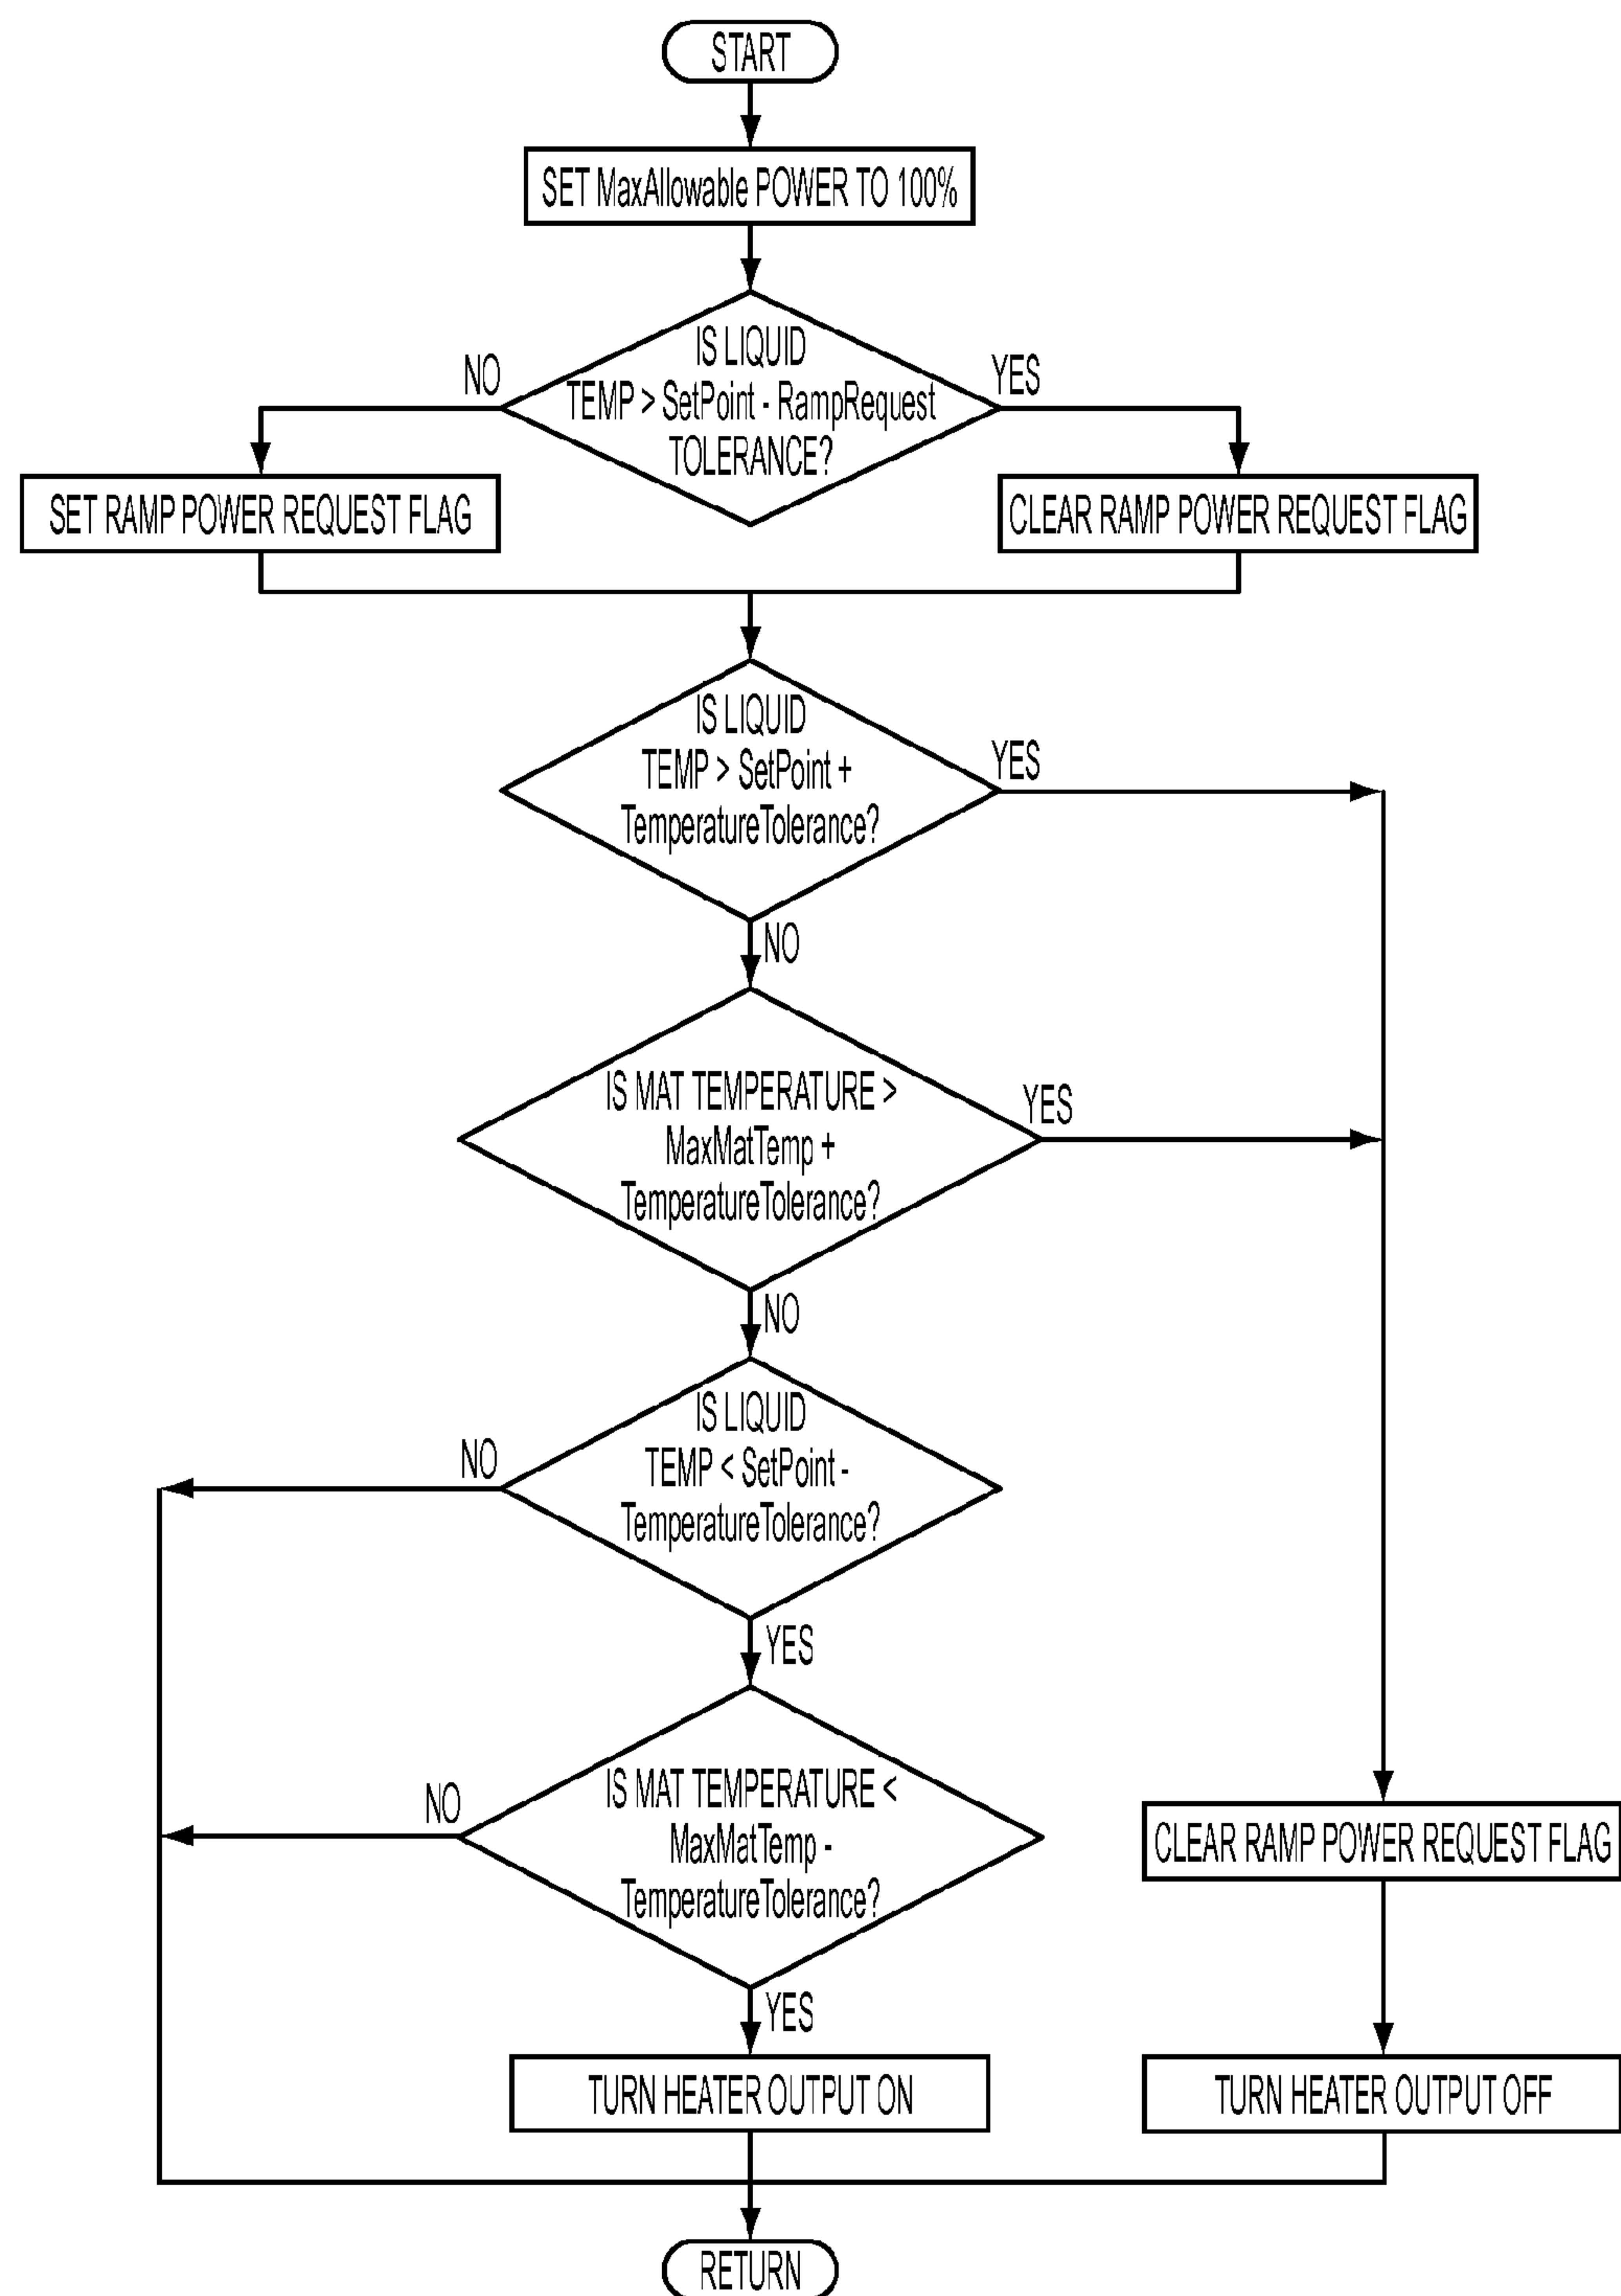 START
SET MaxAllowable POWER TO 100%
IS LIQUID
TEMP > SetPoint - RampRequest
TOLERANCE?
NO
YES
SET RAMP POWER REQUEST FLAG
CLEAR RAMP POWER REQUEST FLAG
IS LIQUID
TEMP > SetPoint +
TemperatureTolerance?
YES
NO
IS MAT TEMPERATURE >
MaxMatTemp +
TemperatureTolerance?
YES
NO
IS LIQUID
TEMP < SetPoint -
TemperatureTolerance?
NO
YES
IS MAT TEMPERATURE <
MaxMatTemp -
TemperatureTolerance?
NO
YES
CLEAR RAMP POWER REQUEST FLAG
TURN HEATER OUTPUT ON
TURN HEATER OUTPUT OFF
RETURN